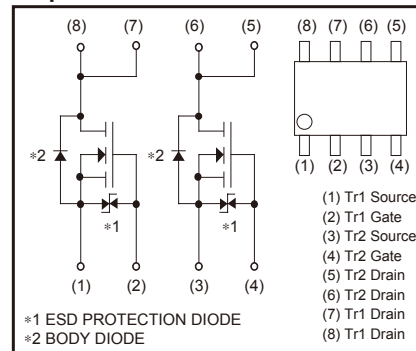 (8) (7) (6) (5)
(8) (7) (6) (5)
∗2
∗2
∗1
∗1
(1) (2) (3) (4)
(1) (2) (3) (4)
(1) Tr1 Source
(2) Tr1 Gate
(3) Tr2 Source
(4) Tr2 Gate
(5) Tr2 Drain
(6) Tr2 Drain
(7) Tr1 Drain
(8) Tr1 Drain
∗1 ESD PROTECTION DIODE
∗2 BODY DIODE